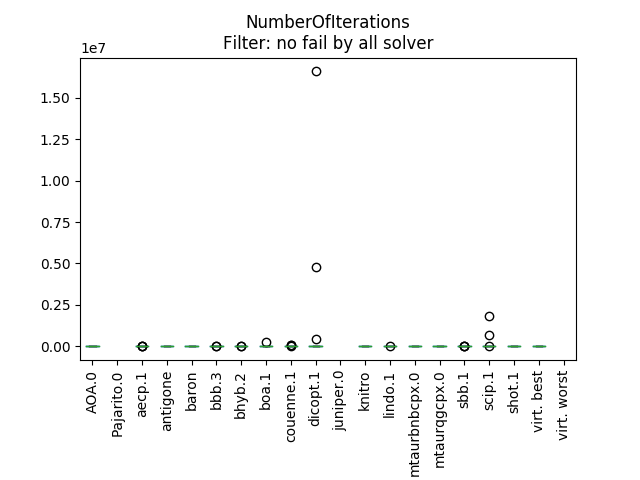 NumberOfIterations
Filter: no fail by all solver
1e7
1.50
1.25
1.00
0.75
0.50
0.25
0.00
AOA.0
Pajarito.0
aecp.1
antigone
baron
bbb.3
bhyb.2
boa.1
couenne.1
dicopt.1
juniper.0
knitro
lindo.1
mtaurbnbcpx.0
mtaurqgcpx.0
sbb.1
scip.1
shot.1
virt. best
virt. worst